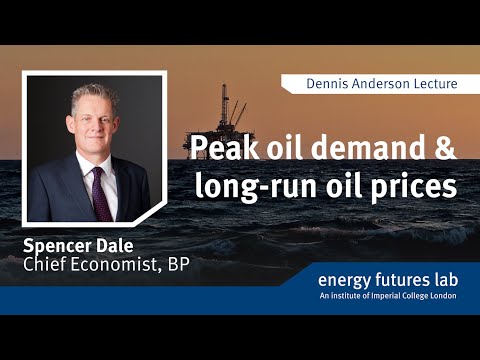 Dennis Anderson Lecture
Peak oil demand &
long-run oil prices
Spencer Dale
Chief Economist, BP
energy futures lab
An institute of Imperial College London